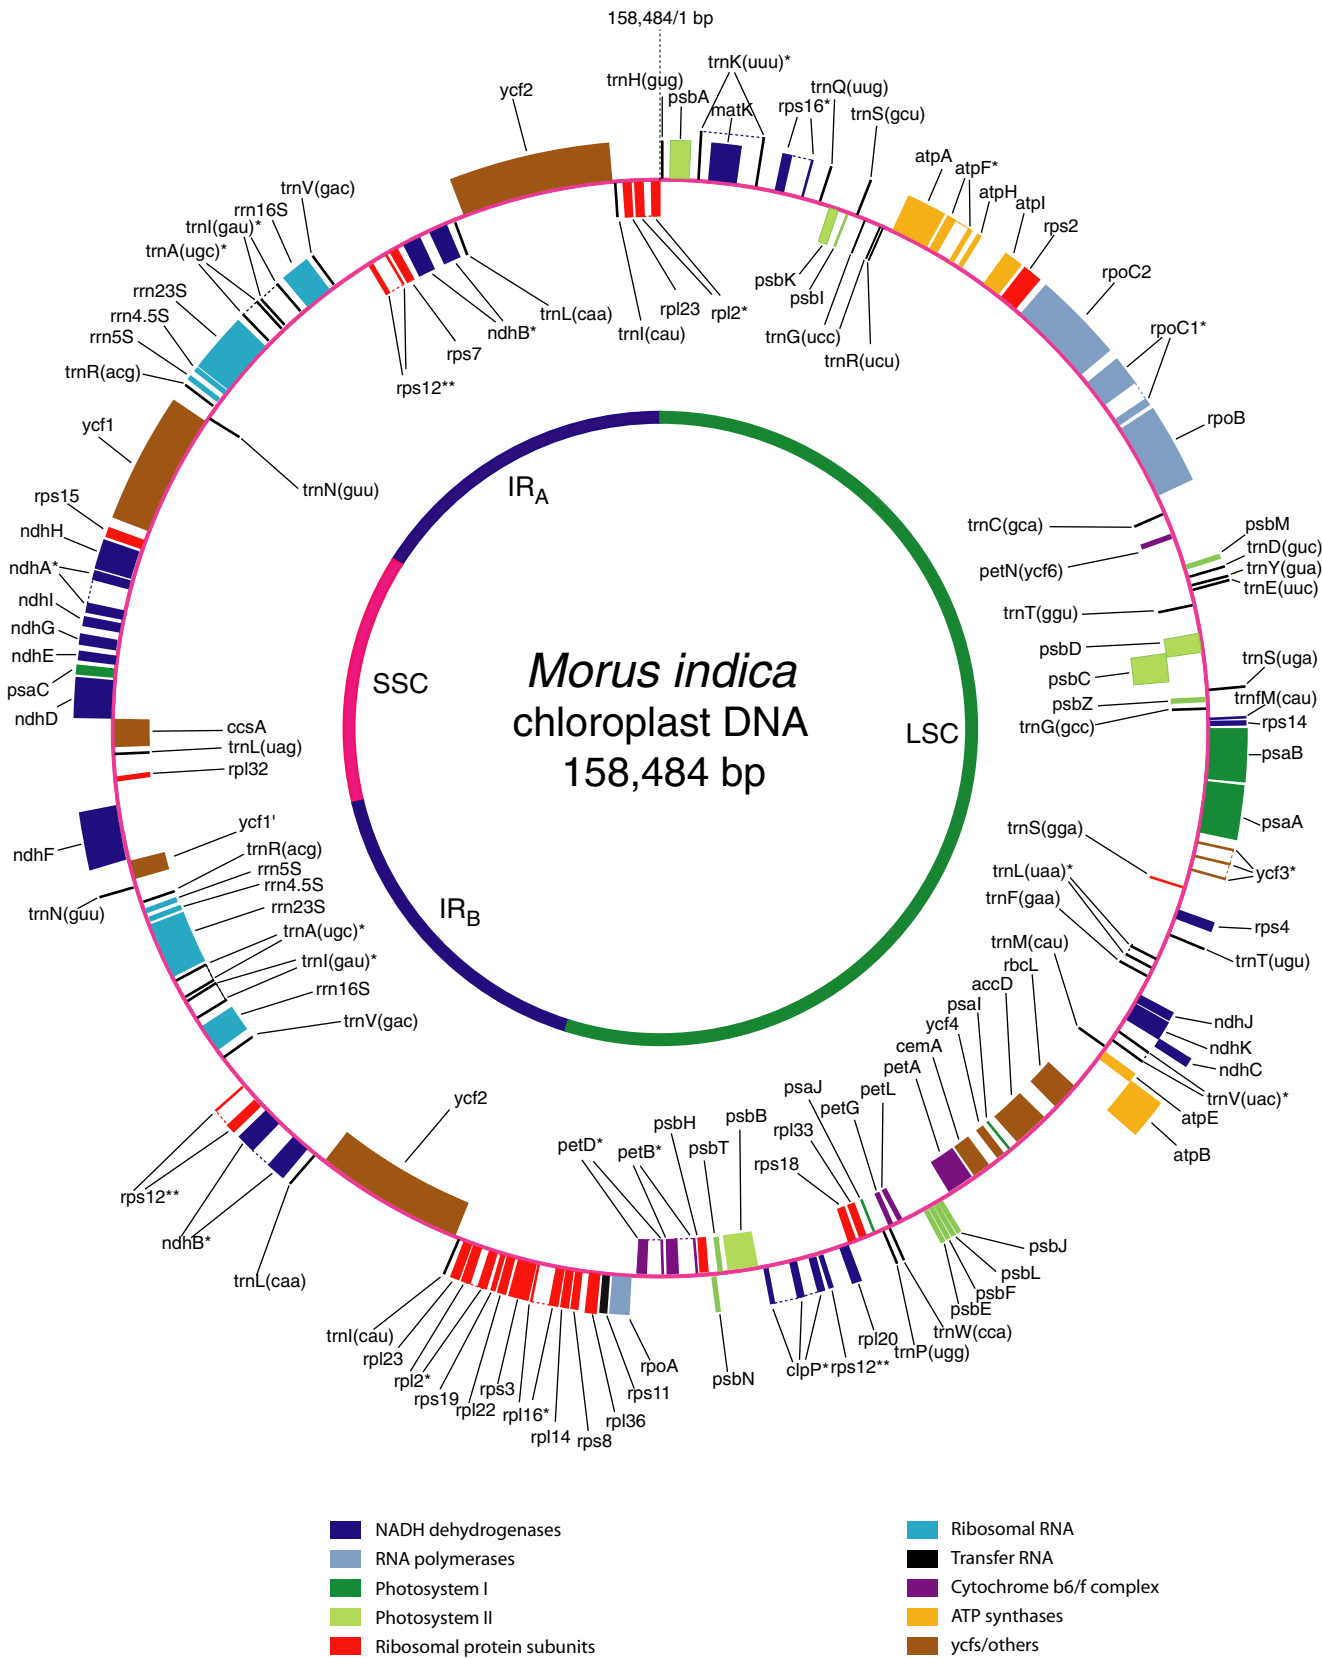 158,484/1 bp
trnH(gug)
psbA
trnK(uuu)*
matK
rps16*
trnQ(uug)
trnS(gcu)
atpA
atpF*
atpH
atpI
rps2
rpoC2
rpoC1*
rpoB
psbK
psbI
trnG(ucc)
trnR(ucu)
trnC(gca)
petN(ycf6)
psbM
trnD(guc)
trnY(gua)
trnE(uuc)
trnT(ggu)
psbD
psbC
psbZ
trnG(gcc)
trnS(uga)
trnfM(cau)
rps14
psaB
psaA
ycf3*
trnS(gga)
trnL(uaa)*
trnF(gaa)
trnM(cau)
rps4
trnT(ugu)
ndhJ
ndhK
ndhC
trnV(uac)*
atpE
atpB
rbcL
accD
psaI
ycf4
cemA
petA
petL
petG
psaJ
rpl33
rps18
psbJ
psbL
psbF
psbE
trnW(cca)
trnP(ugg)
rpl20
rps12**
clpP*
psbB
psbT
psbH
petB*
petD*
psbN
rpoA
rps11
rpl36
rps8
rpl14
rpl16*
rps3
rpl22
rps19
rpl2*
rpl23
trnI(cau)
ycf2
trnL(caa)
ndhB*
rps12**
trnV(gac)
rrn16S
trnI(gau)*
trnA(ugc)*
rrn23S
rrn4.5S
rrn5S
trnR(acg)
ycf1'
trnN(guu)
ndhF
rpl32
trnL(uag)
ccsA
ndhD
psaC
ndhE
ndhG
ndhI
ndhA*
ndhH
rps15
ycf1
trnN(guu)
trnR(acg)
rrn5S
rrn4.5S
rrn23S
trnA(ugc)*
trnI(gau)*
rrn16S
trnV(gac)
rps12**
rps7
ndhB*
trnL(caa)
ycf2
trnI(cau)
rpl23
rpl2*
IRA
SSC
LSC
IRB
Morus indica
chloroplast DNA
158,484 bp
NADH dehydrogenases
RNA polymerases
Photosystem I
Photosystem II
Ribosomal protein subunits
Ribosomal RNA
Transfer RNA
Cytochrome b6/f complex
ATP synthases
ycfs/others